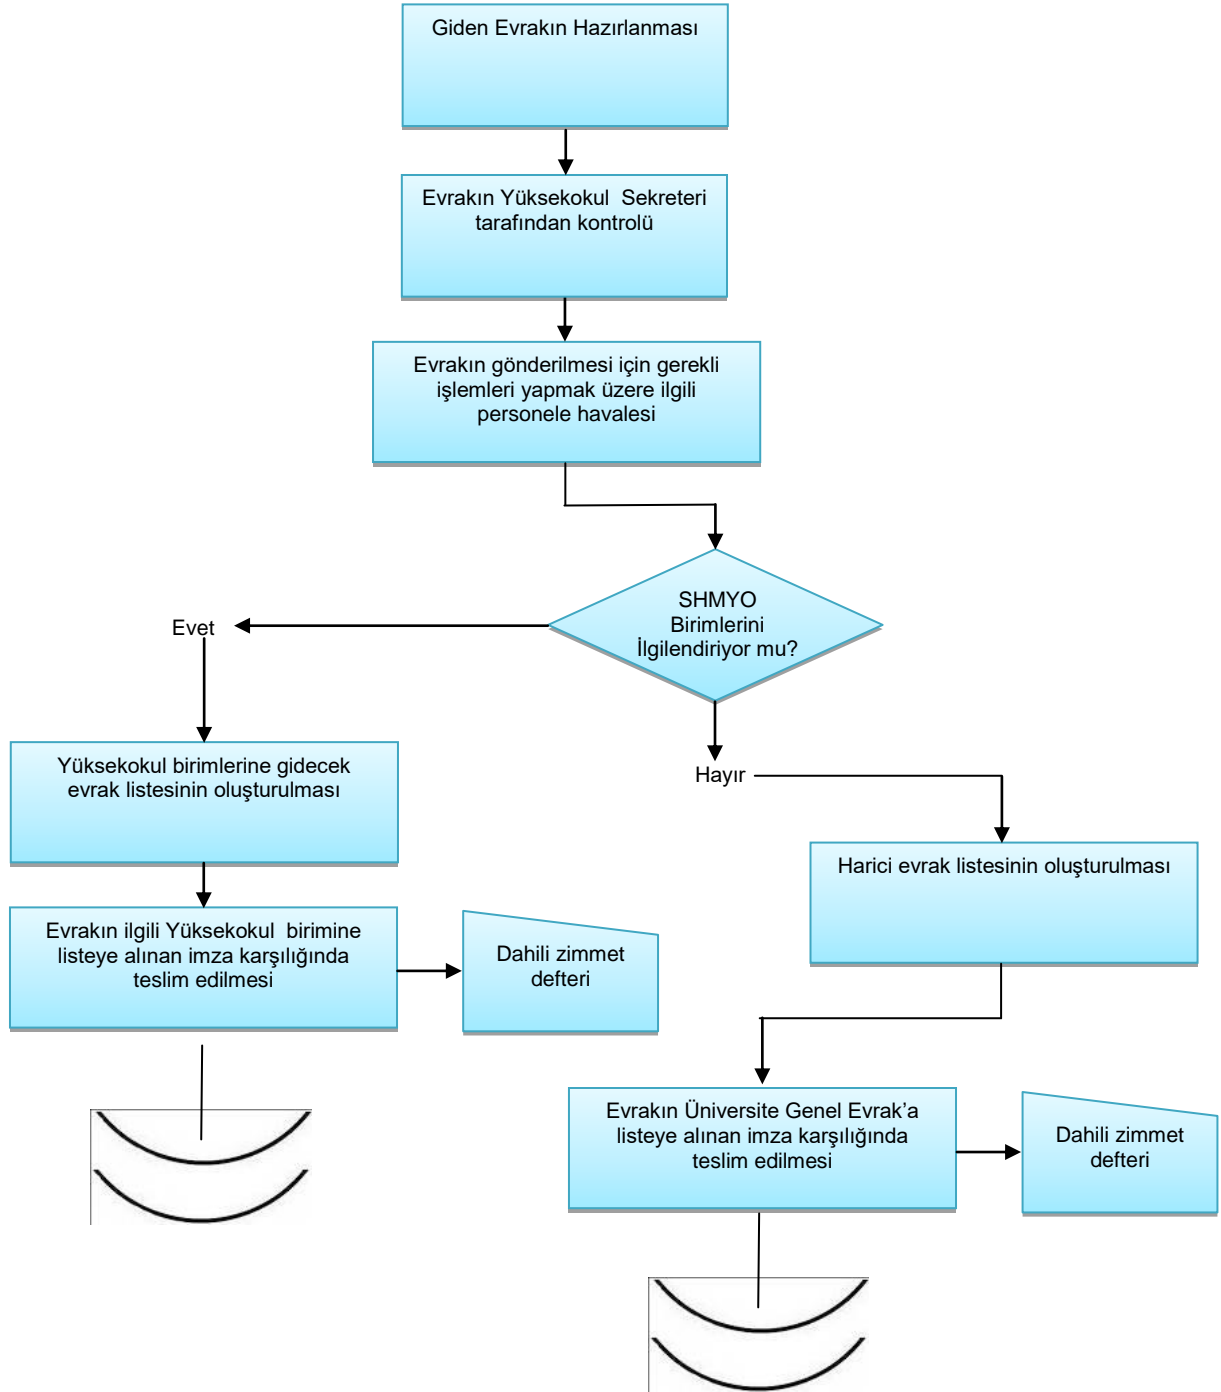 Giden Evrakın Hazırlanması
Evrakın Yüksekokul  Sekreteri
tarafından kontrolü
Evrakın gönderilmesi için gerekli
işlemleri yapmak üzere ilgili
personele havalesi
SHMYO
Birimlerini
İlgilendiriyor mu?
Evet
Hayır
Yüksekokul birimlerine gidecek
evrak listesinin oluşturulması
Harici evrak listesinin oluşturulması
Evrakın ilgili Yüksekokul  birimine
listeye alınan imza karşılığında
teslim edilmesi
Dahili zimmet
defteri
Evrakın Üniversite Genel Evrak’a
listeye alınan imza karşılığında
teslim edilmesi
Dahili zimmet
defteri